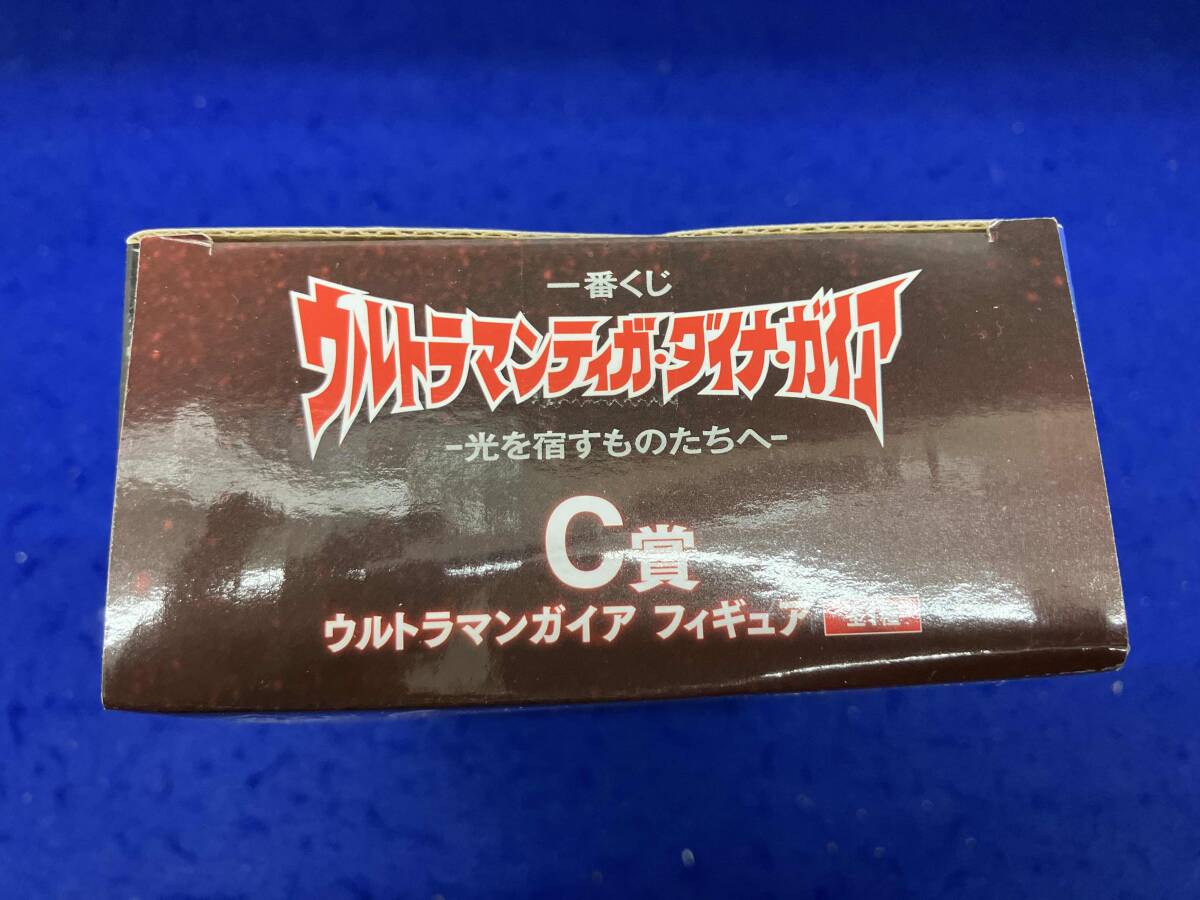 一番くじ
ウルトラマンティガ・ダイナ・ガイア
-光を宿すものたちへ-
C賞
ウルトラマンガイア フィギュア